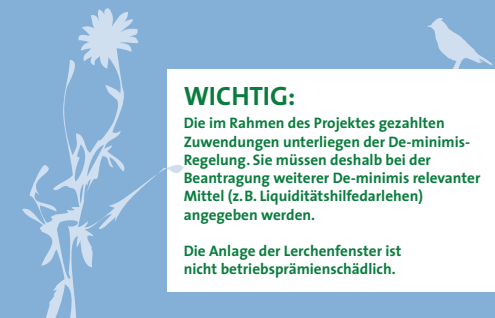 WICHTIG:
Die im Rahmen des Projektes gezahlten
Zuwendungen unterliegen der De-minimis-
Regelung. Sie müssen deshalb bei der
Beantragung weiterer De-minimis relevanter
Mittel (z. B. Liquiditätshilfedarlehen)
angegeben werden.
Die Anlage der Lerchenfenster ist
nicht betriebsprämienschädlich.